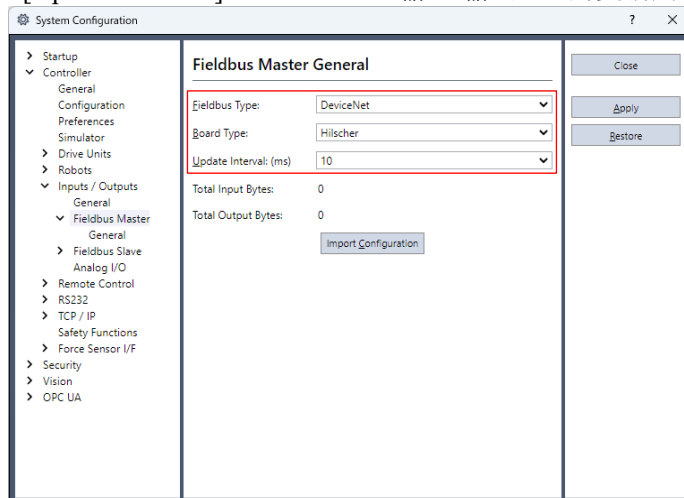 System Configuration
?
Startup
Controller
General
Configuration
Preferences
Simulator
Drive Units
Robots
Inputs / Outputs
General
Fieldbus Master
General
Fieldbus Slave
Analog I/O
Remote Control
RS232
TCP / IP
Safety Functions
Force Sensor I/F
Security
Vision
OPC UA
Fieldbus Master General
Fieldbus Type: DeviceNet
Board Type: Hilscher
Update Interval: (ms) 10
Total Input Bytes: 0
Total Output Bytes: 0
Import Configuration
Close
Apply
Restore